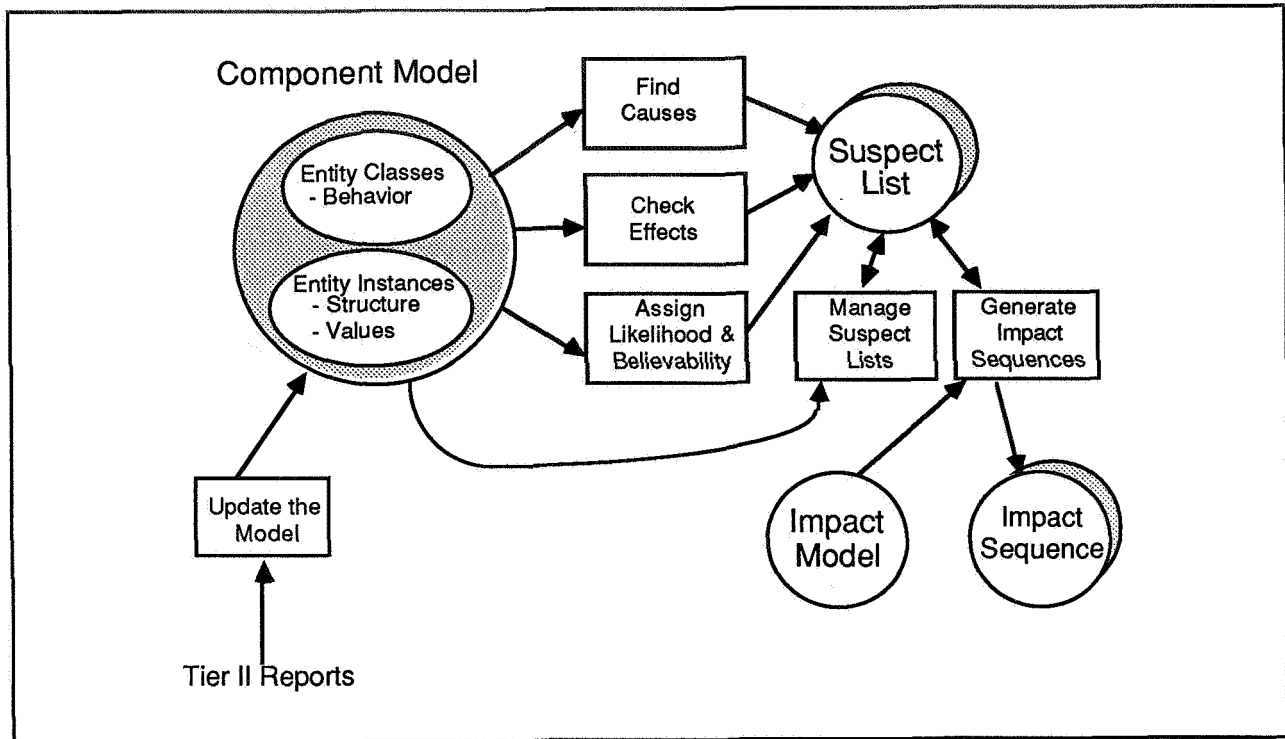 Component Model
Entity Classes
- Behavior
Entity Instances
- Structure
- Values
Find
Causes
Check
Effects
Assign
Likelihood &
Believability
Suspect
List
Manage
Suspect
Lists
Generate
Impact
Sequences
Update the
Model
Impact
Model
Impact
Sequence
Tier II Reports